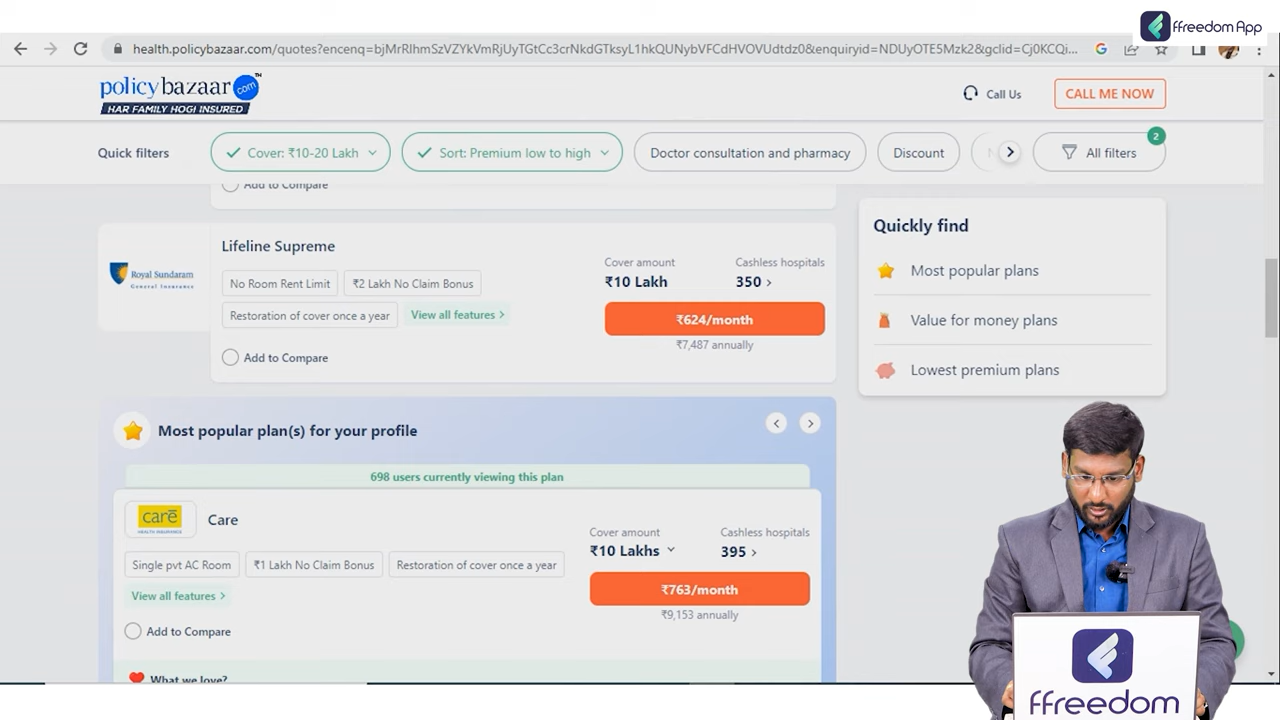 ffreedom App
health.policybazaar.com/quotes?encenq=bjMrRlhmSzVZYkVmRjUyTGtCc3crNkdGTksyL1hkQUNybVFCdHVOVUdtdz0&enquiryid=NDUyOTE5Mzk2&gclid=Cj0KCQi...
policybazaar.com™
HAR FAMILY HOGI INSURED
Call Us
CALL ME NOW
Quick filters
Cover: ₹10-20 Lakh
Sort: Premium low to high
Doctor consultation and pharmacy
Discount
All filters
2
Add to Compare
Royal Sundaram
General Insurance
Lifeline Supreme
No Room Rent Limit
₹2 Lakh No Claim Bonus
Restoration of cover once a year
View all features >
Add to Compare
Cover amount
₹10 Lakh
Cashless hospitals
350 >
₹624/month
₹7,487 annually
Quickly find
Most popular plans
Value for money plans
Lowest premium plans
Most popular plan(s) for your profile
698 users currently viewing this plan
care
HEALTH INSURANCE
Care
Single pvt AC Room
₹1 Lakh No Claim Bonus
Restoration of cover once a year
View all features >
Add to Compare
Cover amount
₹10 Lakhs
Cashless hospitals
395 >
₹763/month
₹9,153 annually
What we love?
ffreedom